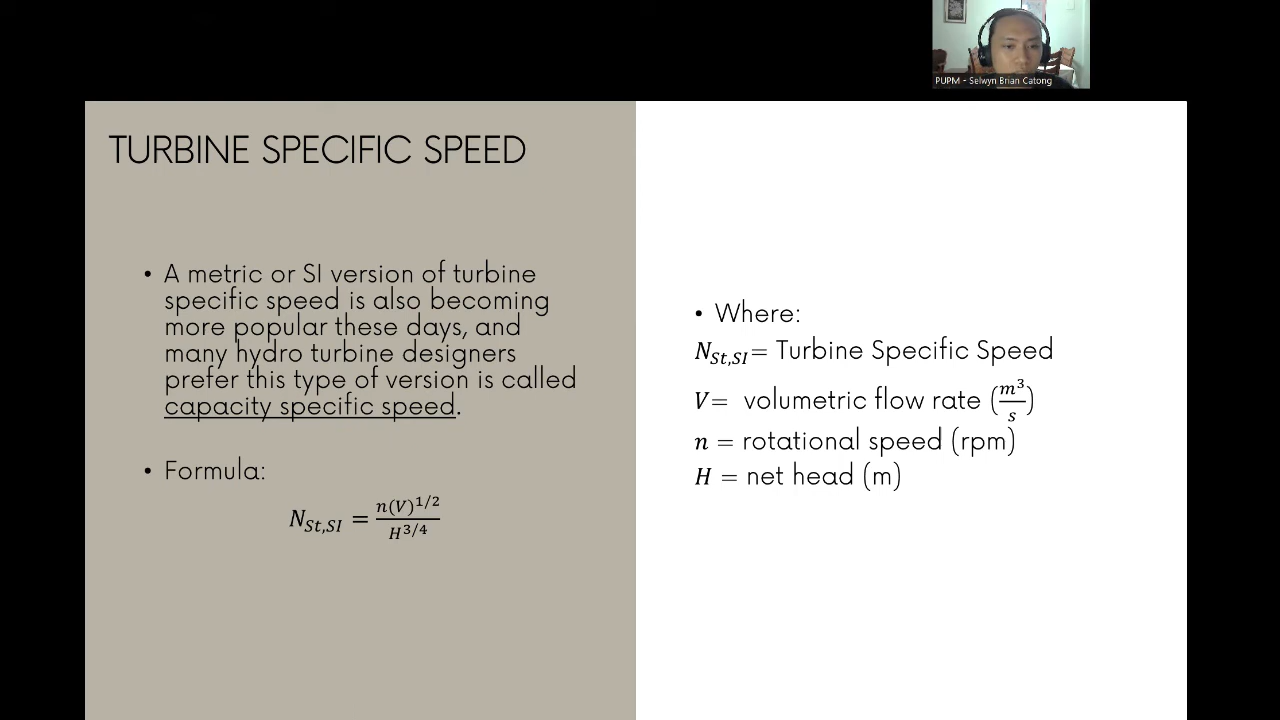 PUPM - Selwyn Brian Catong
TURBINE SPECIFIC SPEED
• A metric or SI version of turbine
specific speed is also becoming
more popular these days, and
many hydro turbine designers
prefer this type of version is called
capacity specific speed.
• Formula:
N_{St,SI} = \frac{n(V)^{1/2}}{H^{3/4}}
• Where:
N_{St,SI}= Turbine Specific Speed
V= volumetric flow rate (\frac{m^3}{s})
n = rotational speed (rpm)
H = net head (m)